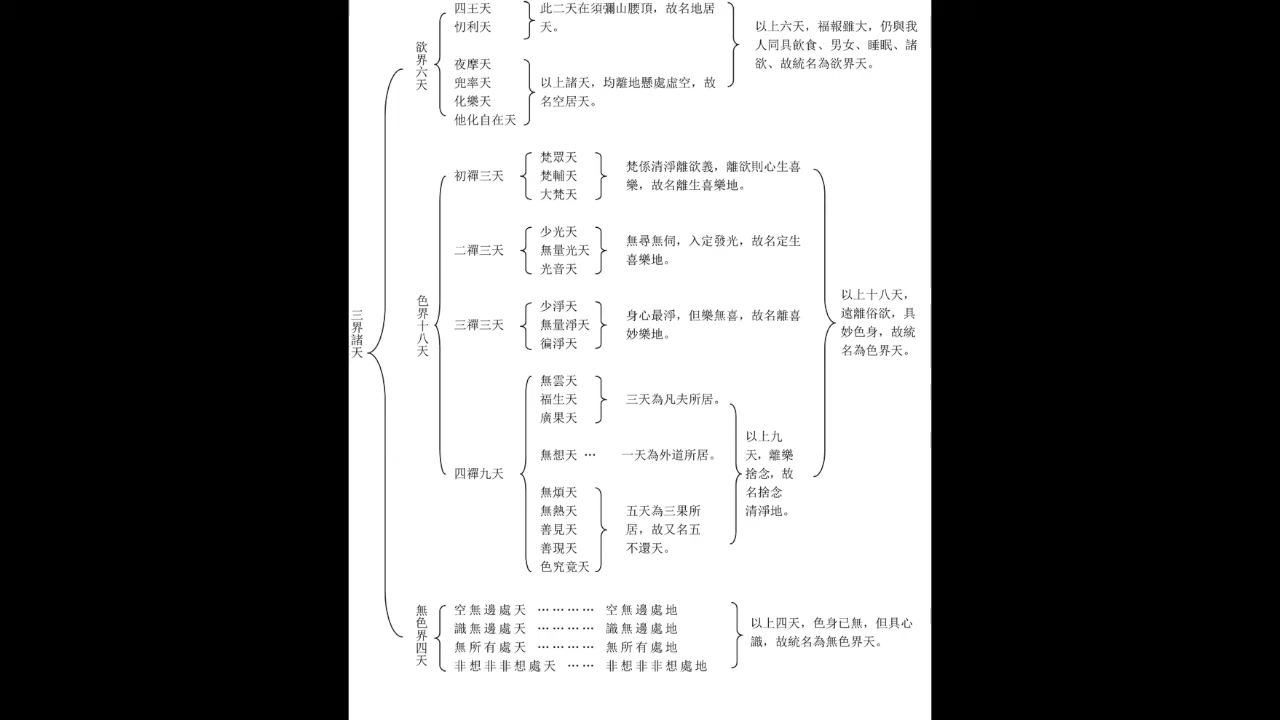 三界諸天
欲界六天
四王天
忉利天
此二天在須彌山腰頂，故名地居
天。
夜摩天
兜率天
化樂天
他化自在天
以上諸天，均離地懸處虛空，故
名空居天。
以上六天，福報雖大，仍與我
人同具飲食、男女、睡眠、諸
欲、故統名為欲界天。
色界十八天
初禪三天
梵眾天
梵輔天
大梵天
梵係清淨離欲義，離欲則心生喜
樂，故名離生喜樂地。
二禪三天
少光天
無量光天
光音天
無尋無伺，入定發光，故名定生
喜樂地。
三禪三天
少淨天
無量淨天
徧淨天
身心最淨，但樂無喜，故名離喜
妙樂地。
四禪九天
無雲天
福生天
廣果天
三天為凡夫所居。
無想天 … 一天為外道所居。
無煩天
無熱天
善見天
善現天
色究竟天
五天為三果所
居，故又名五
不還天。
以上九
天，離樂
捨念，故
名捨念
清淨地。
以上十八天，
遠離俗欲，具
妙色身，故統
名為色界天。
無色界四天
空無邊處天 ………… 空無邊處地
識無邊處天 ………… 識無邊處地
無所有處天 ………… 無所有處地
非想非非想處天 …… 非想非非想處地
以上四天，色身已無，但具心
識，故統名為無色界天。